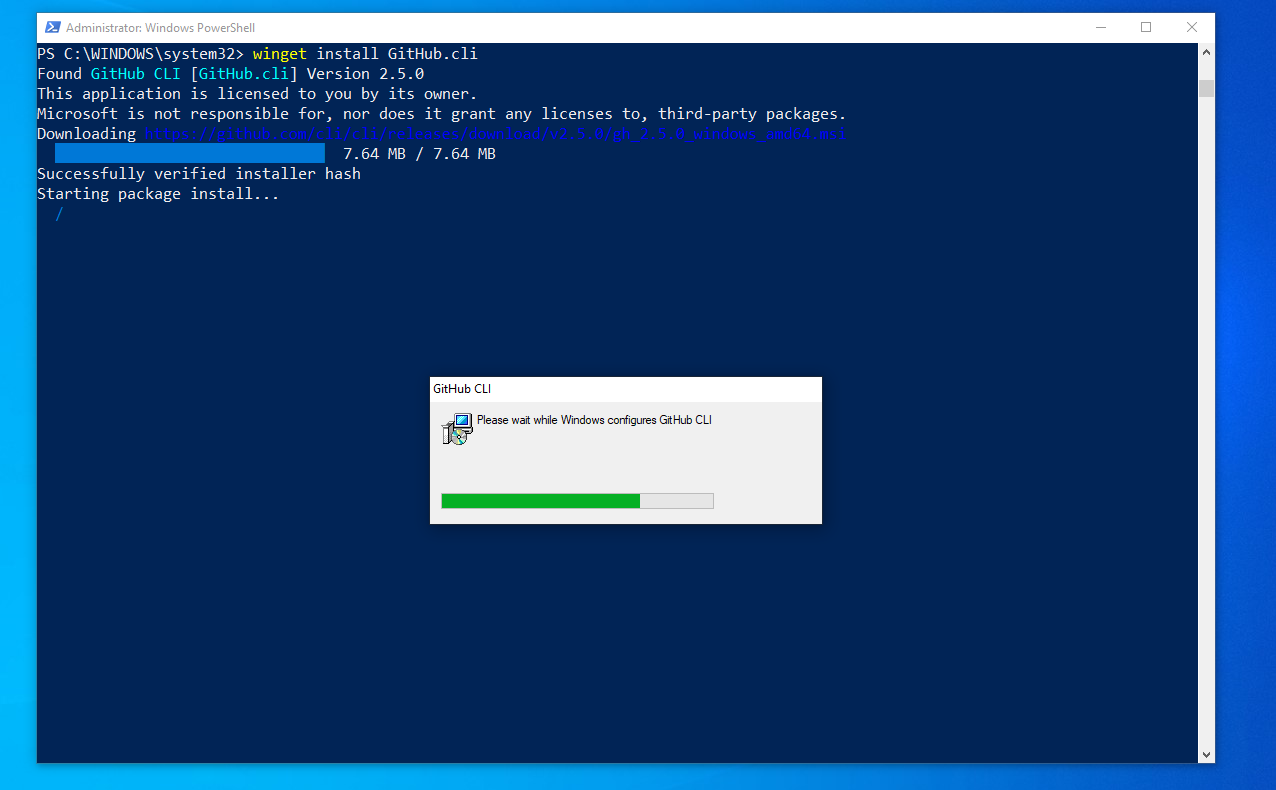 Administrator: Windows PowerShell
PS C:\WINDOWS\system32> winget install GitHub.cli
Found GitHub CLI [GitHub.cli] Version 2.5.0
This application is licensed to you by its owner.
Microsoft is not responsible for, nor does it grant any licenses to, third-party packages.
Downloading https://github.com/cli/cli/releases/download/v2.5.0/gh_2.5.0_windows_amd64.msi
7.64 MB / 7.64 MB
Successfully verified installer hash
Starting package install...
/
GitHub CLI
Please wait while Windows configures GitHub CLI